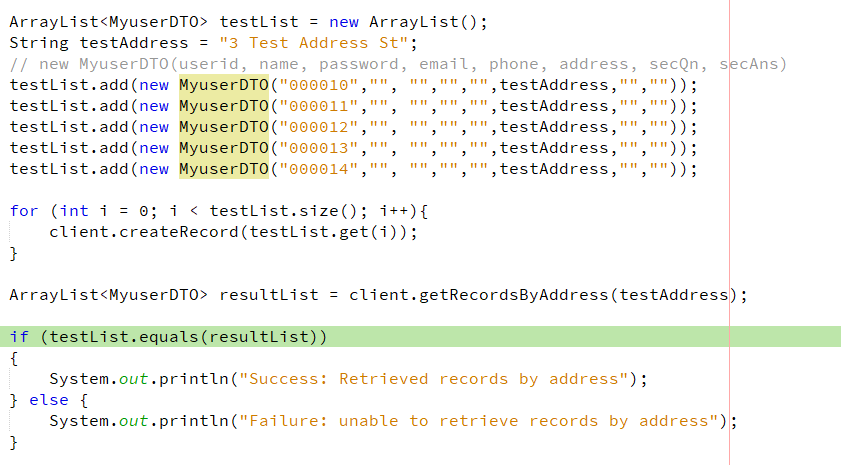 ArrayList<MyuserDTO> testList = new ArrayList();
String testAddress = "3 Test Address St";
// new MyuserDTO(userid, name, password, email, phone, address, secQn, secAns)
testList.add(new MyuserDTO("000010","", "","","",testAddress,"",""));
testList.add(new MyuserDTO("000011","", "","","",testAddress,"",""));
testList.add(new MyuserDTO("000012","", "","","",testAddress,"",""));
testList.add(new MyuserDTO("000013","", "","","",testAddress,"",""));
testList.add(new MyuserDTO("000014","", "","","",testAddress,"",""));
for (int i = 0; i < testList.size(); i++){
    client.createRecord(testList.get(i));
}
ArrayList<MyuserDTO> resultList = client.getRecordsByAddress(testAddress);
if (testList.equals(resultList))
{
    System.out.println("Success: Retrieved records by address");
} else {
    System.out.println("Failure: unable to retrieve records by address");
}